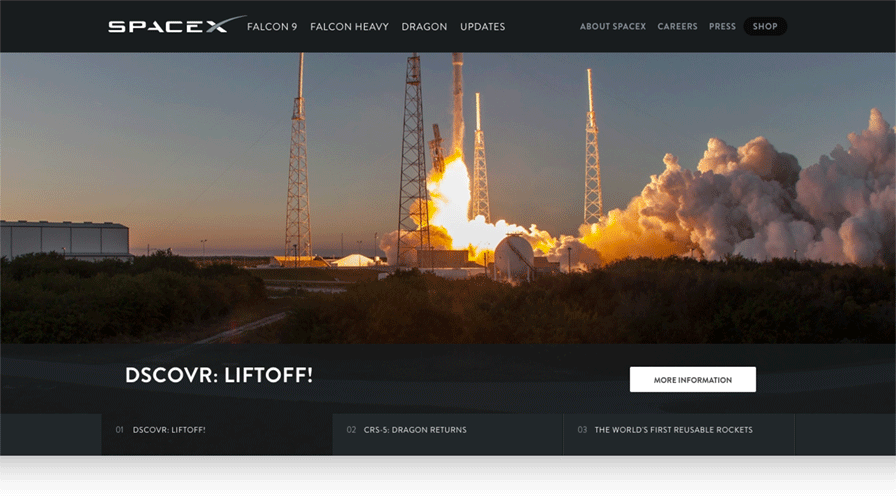 SPACEX
FALCON 9 FALCON HEAVY DRAGON UPDATES
ABOUT SPACEX CAREERS PRESS SHOP
DSCOVR: LIFTOFF!
MORE INFORMATION
01 DSCOVR: LIFTOFF!
02 CRS-5: DRAGON RETURNS
03 THE WORLD'S FIRST REUSABLE ROCKETS